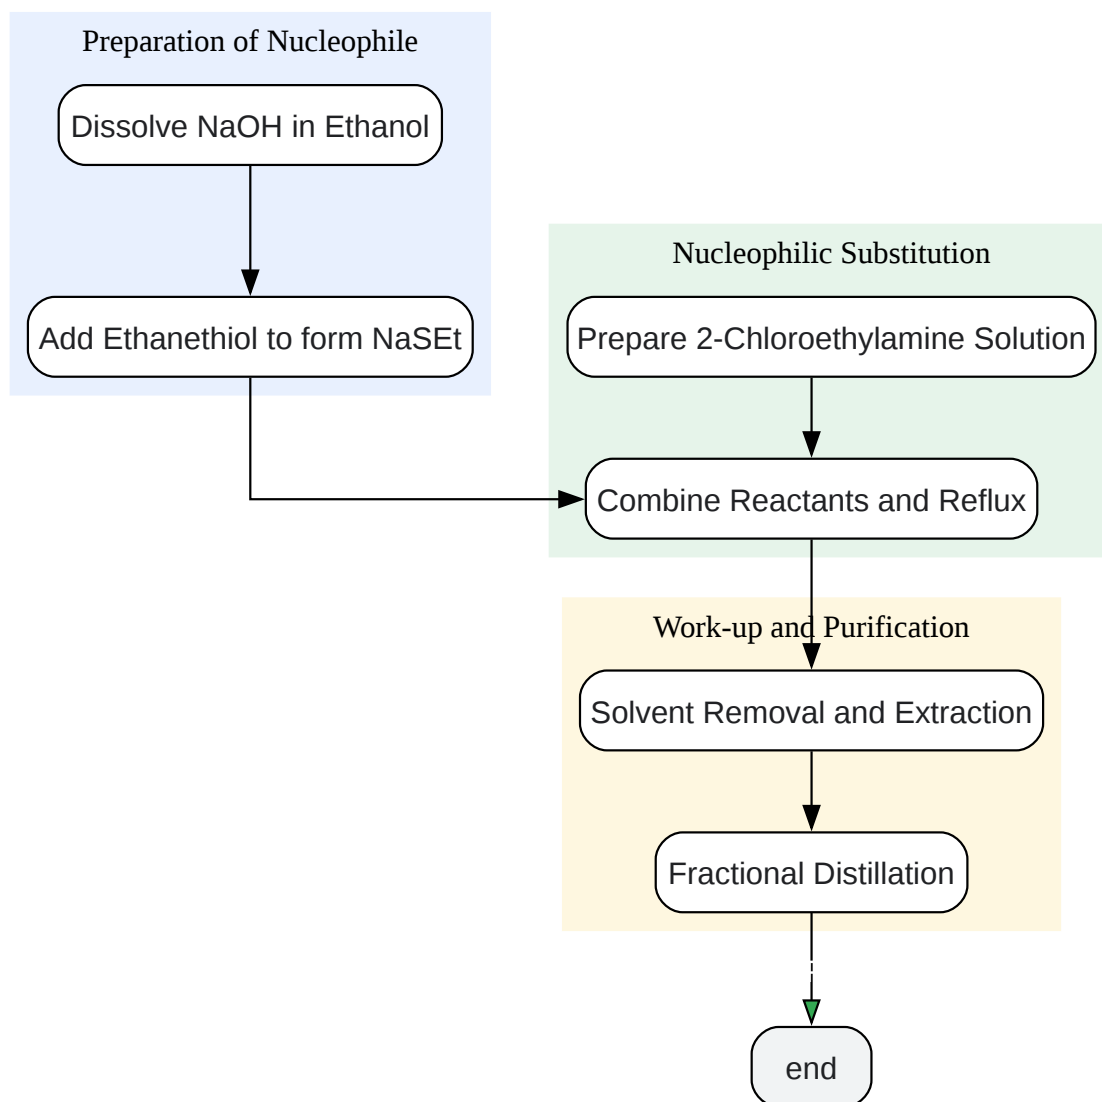 Preparation of Nucleophile
Dissolve NaOH in Ethanol
Add Ethanethiol to form NaSEt
Nucleophilic Substitution
Prepare 2-Chloroethylamine Solution
Combine Reactants and Reflux
Work-up and Purification
Solvent Removal and Extraction
Fractional Distillation
end